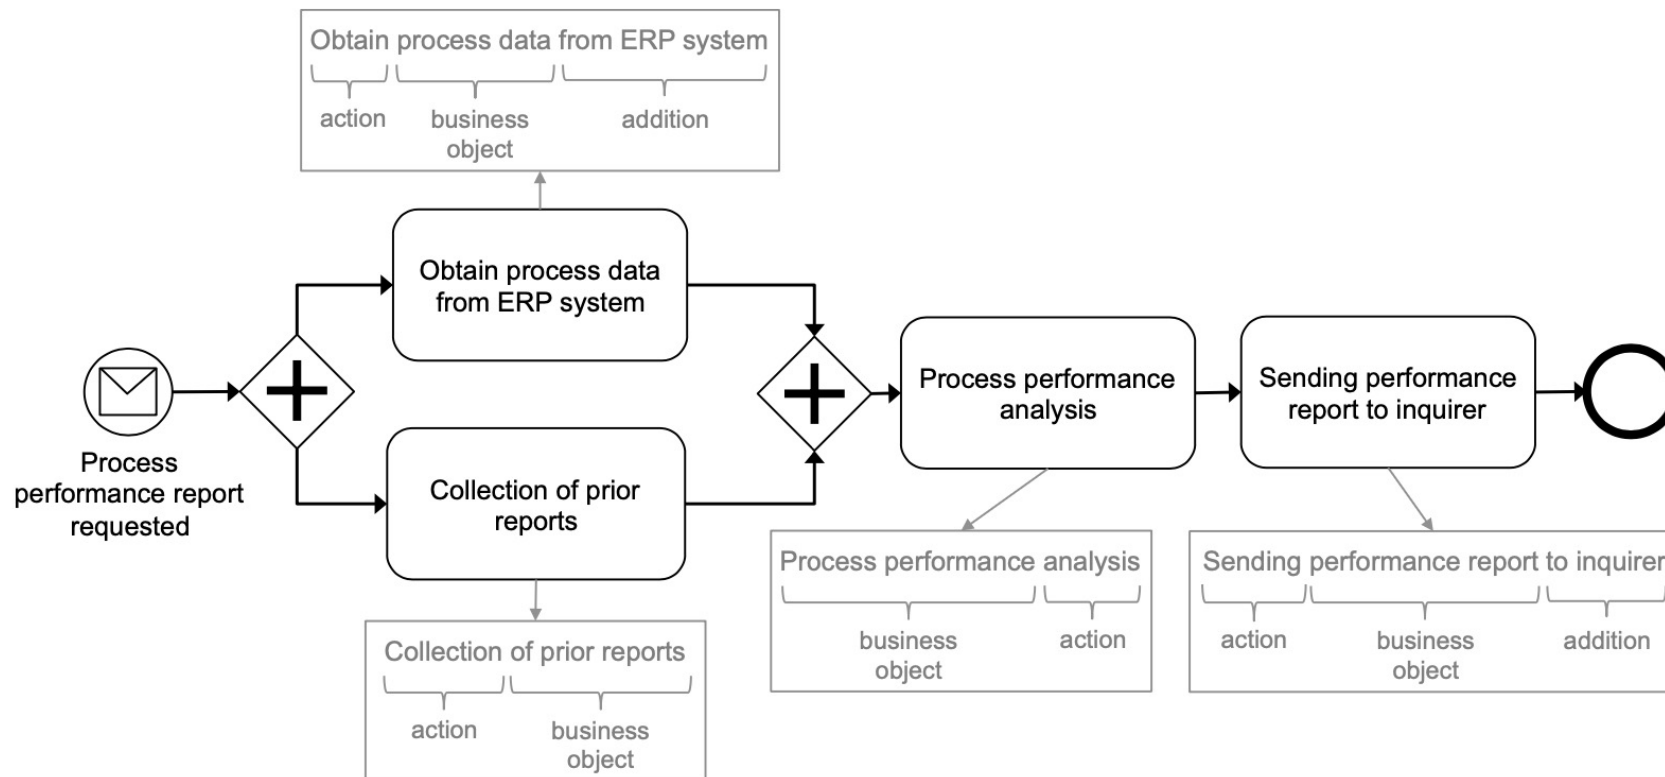 Obtain process data from ERP system
action
business
object
addition
Obtain process data
from ERP system
Process
performance report
requested
Collection of prior
reports
Process performance
analysis
Sending performance
report to inquirer
Collection of prior reports
action
business
object
Process performance analysis
business
object
action
Sending performance report to inquirer
action
business
object
addition